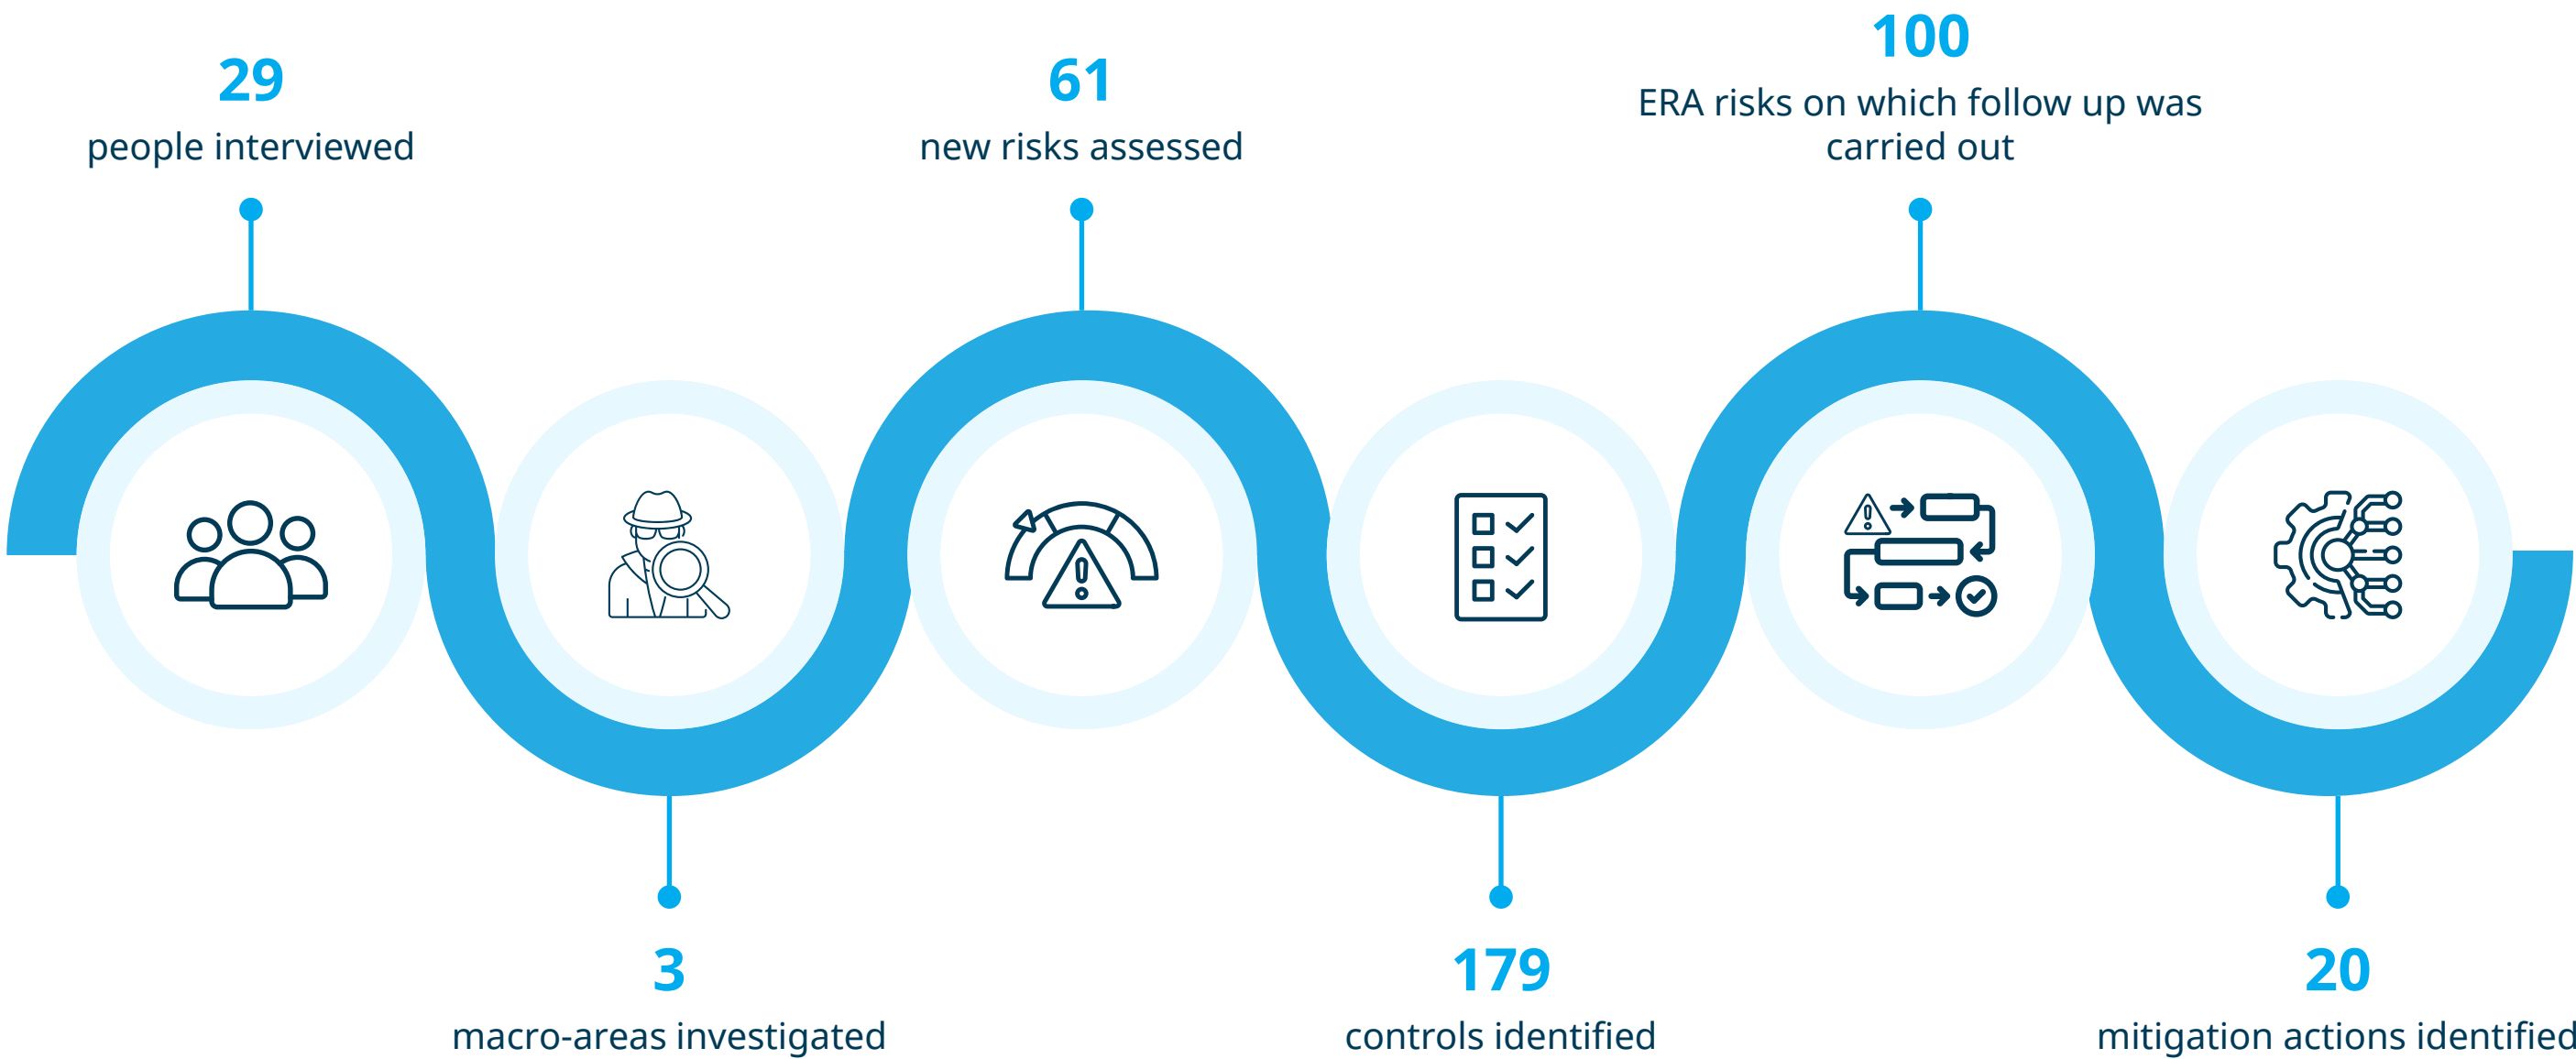 29
people interviewed
3
macro-areas investigated
61
new risks assessed
179
controls identified
100
ERA risks on which follow up was
carried out
20
mitigation actions identified